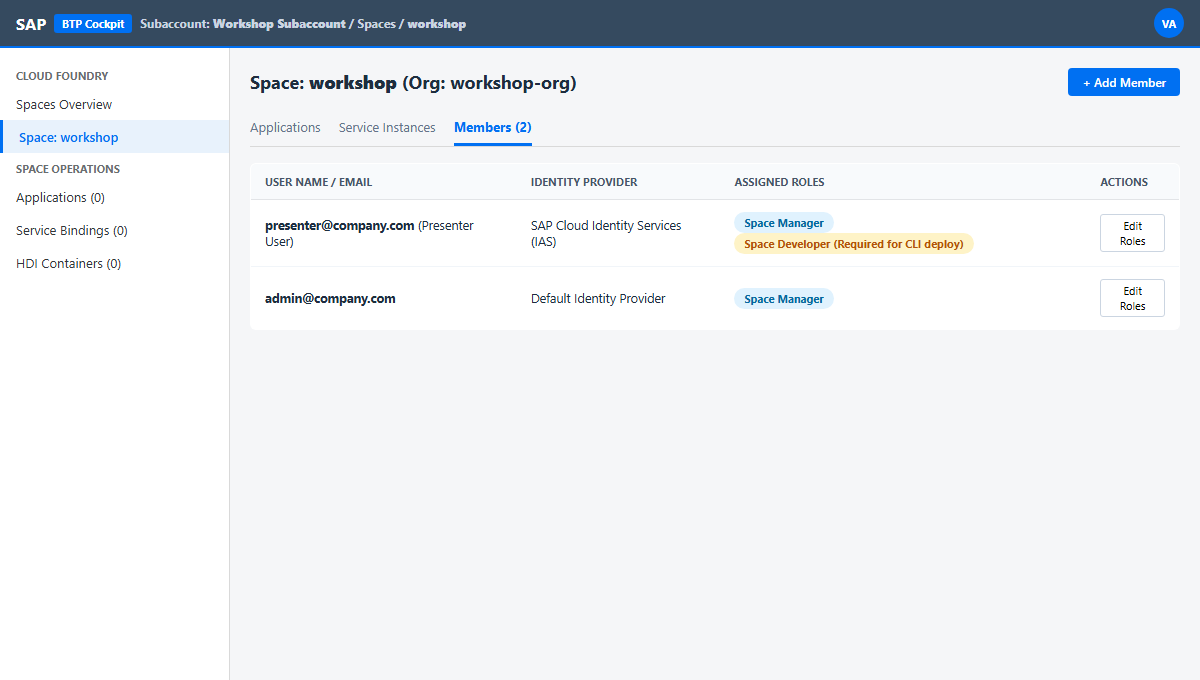 SAP BTP Cockpit Subaccount: Workshop Subaccount / Spaces / workshop VA
CLOUD FOUNDRY
Spaces Overview
Space: workshop
SPACE OPERATIONS
Applications (0)
Service Bindings (0)
HDI Containers (0)
Space: workshop (Org: workshop-org)
+ Add Member
Applications Service Instances Members (2)
USER NAME / EMAIL IDENTITY PROVIDER ASSIGNED ROLES ACTIONS
presenter@company.com (Presenter
User)
SAP Cloud Identity Services
(IAS)
Space Manager
Space Developer (Required for CLI deploy)
Edit
Roles
admin@company.com
Default Identity Provider
Space Manager
Edit
Roles